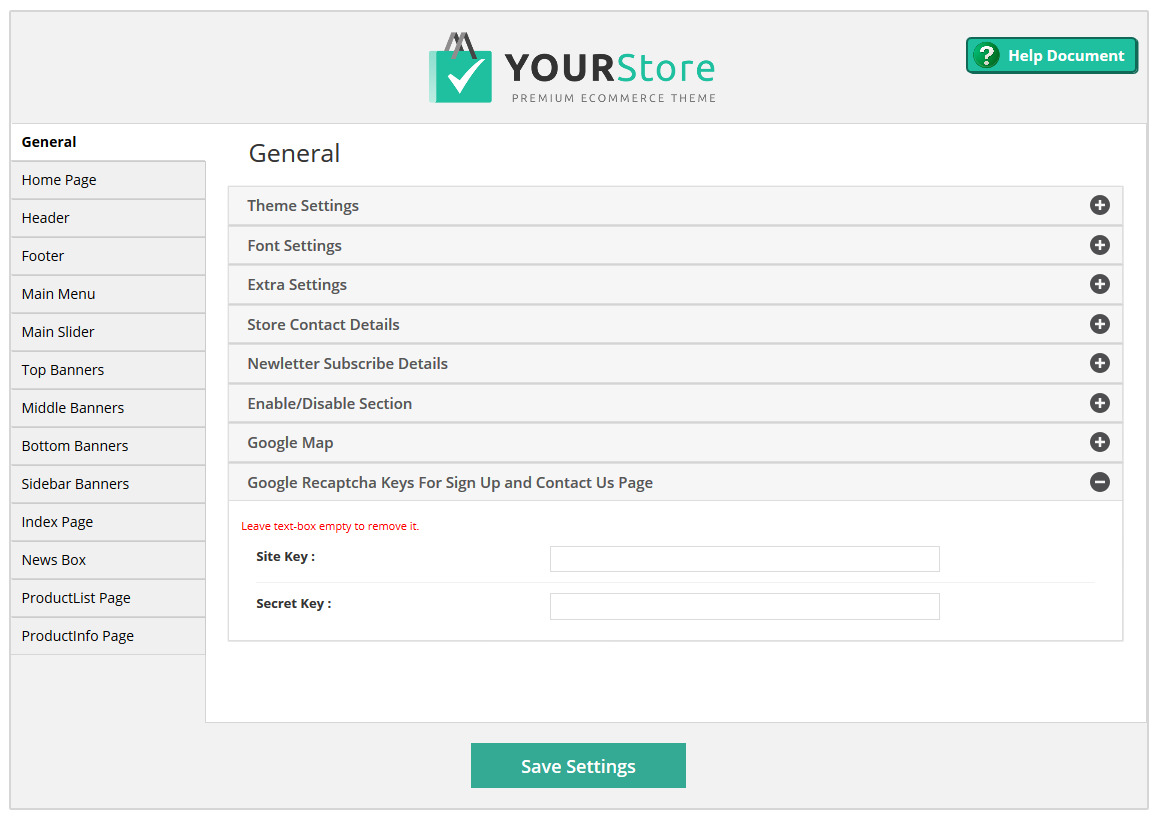 YOURStore
PREMIUM ECOMMERCE THEME
? Help Document
General
Home Page
Header
Footer
Main Menu
Main Slider
Top Banners
Middle Banners
Bottom Banners
Sidebar Banners
Index Page
News Box
ProductList Page
ProductInfo Page
General
Theme Settings
Font Settings
Extra Settings
Store Contact Details
Newletter Subscribe Details
Enable/Disable Section
Google Map
Google Recaptcha Keys For Sign Up and Contact Us Page
Leave text-box empty to remove it.
Site Key :
Secret Key :
Save Settings